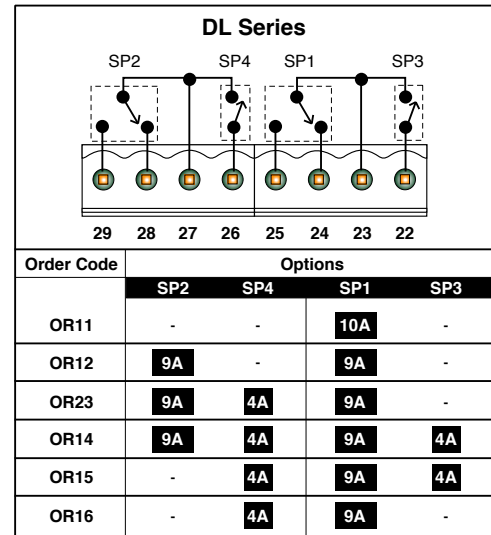 DL Series
SP2 SP4 SP1 SP3
29 28 27 26 25 24 23 22
Order Code Options
SP2 SP4 SP1 SP3
OR11 - - 10A -
OR12 9A - 9A -
OR23 9A 4A 9A -
OR14 9A 4A 9A 4A
OR15 - 4A 9A 4A
OR16 - 4A 9A -